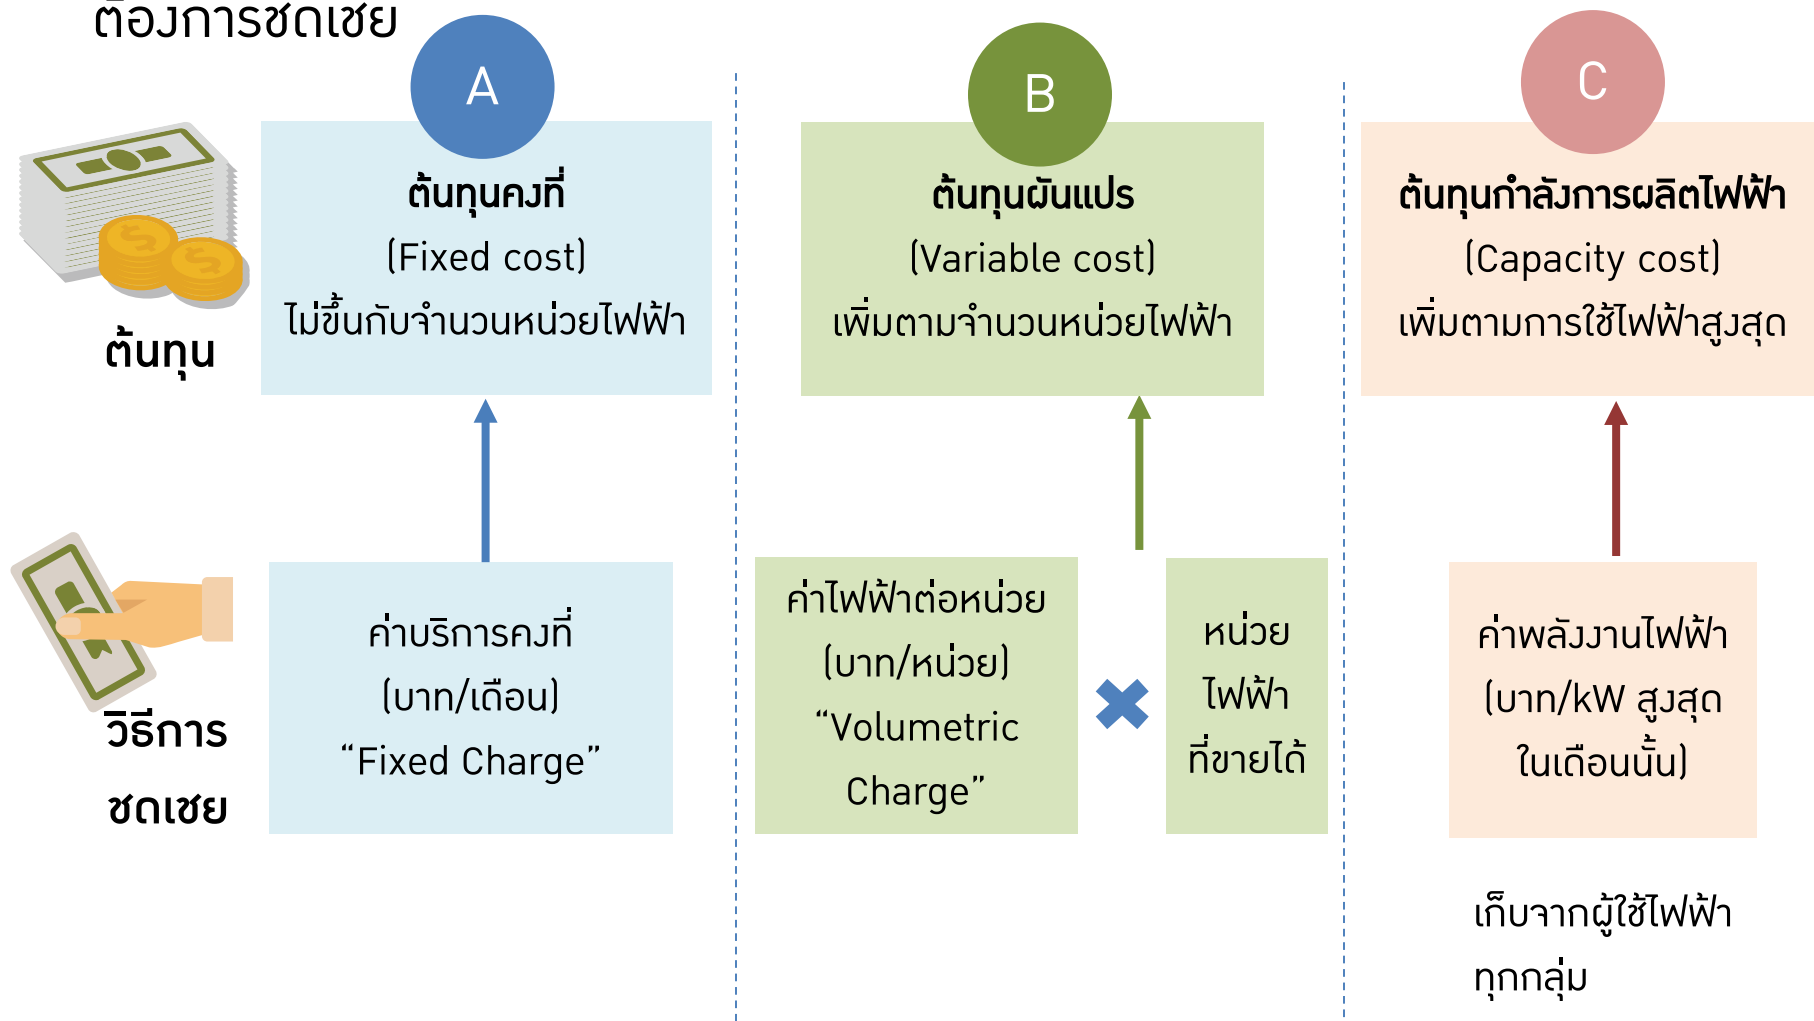 ต้องการชดเชย
A
ต้นทุนคงที่
(Fixed cost)
ไม่ขึ้นกับจำนวนหน่วยไฟฟ้า
B
ต้นทุนผันแปร
(Variable cost)
เพิ่มตามจำนวนหน่วยไฟฟ้า
C
ต้นทุนกำลังการผลิตไฟฟ้า
(Capacity cost)
เพิ่มตามการใช้ไฟฟ้าสูงสุด
ต้นทุน
วิธีการ
ชดเชย
ค่าบริการคงที่
(บาท/เดือน)
“Fixed Charge”
ค่าไฟฟ้าต่อหน่วย
(บาท/หน่วย)
“Volumetric
Charge”
หน่วย
ไฟฟ้า
ที่ขายได้
ค่าพลังงานไฟฟ้า
(บาท/kW สูงสุด
ในเดือนนั้น)
เก็บจากผู้ใช้ไฟฟ้า
ทุกกลุ่ม